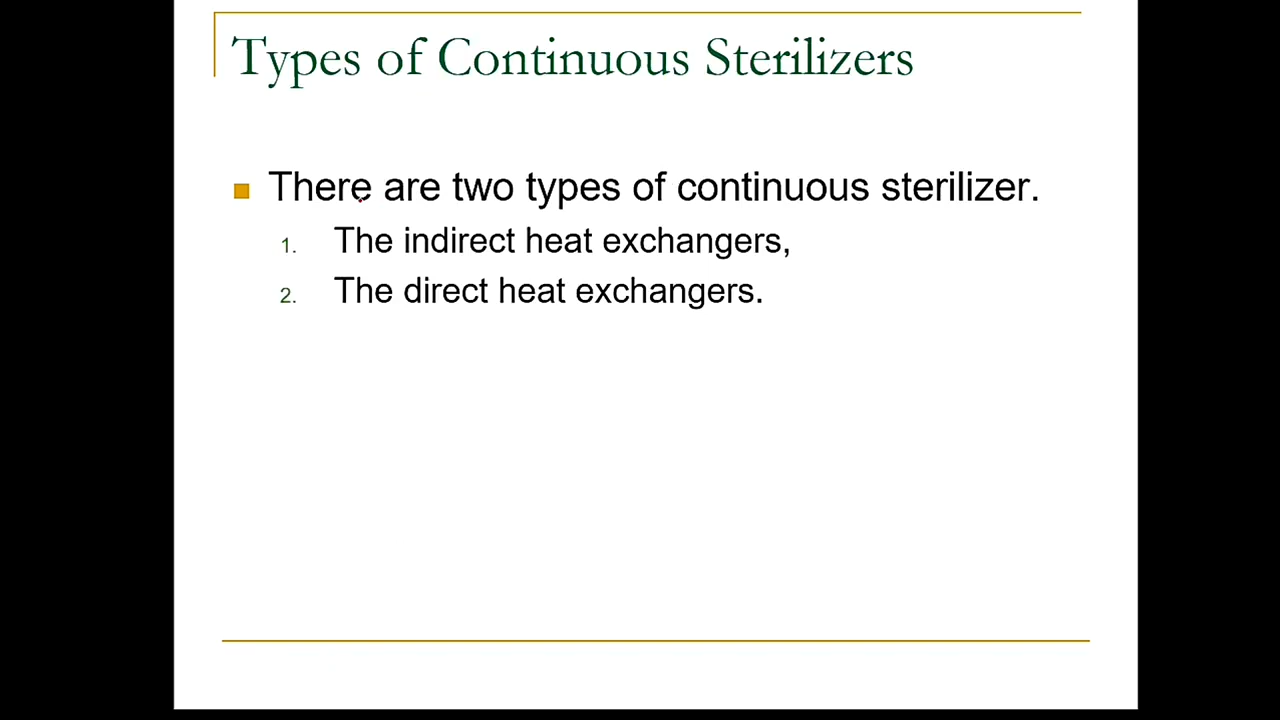 Types of Continuous Sterilizers
There are two types of continuous sterilizer.
1. The indirect heat exchangers,
2. The direct heat exchangers.